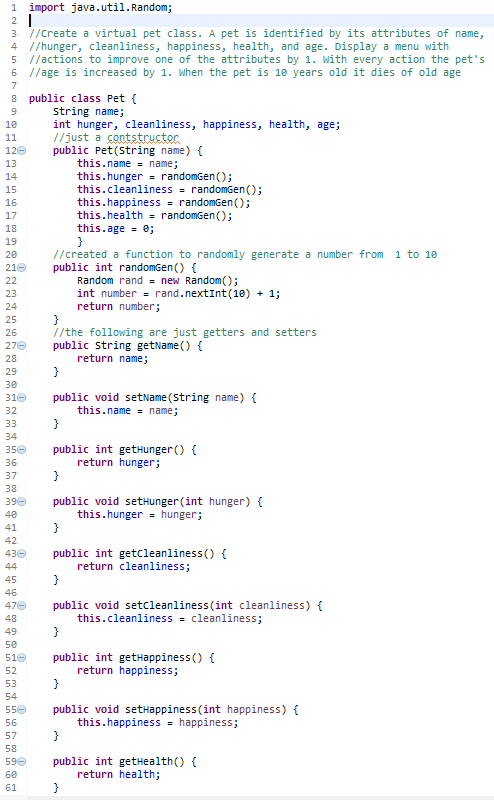 1 import java.util.Random;
2
3 //Create a virtual pet class. A pet is identified by its attributes of name,
4 //hunger, cleanliness, happiness, health, and age. Display a menu with
5 //actions to improve one of the attributes by 1. With every action the pet's
6 //age is increased by 1. When the pet is 10 years old it dies of old age
7
8 public class Pet {
9 String name;
10 int hunger, cleanliness, happiness, health, age;
11 //just a contstructor
12 public Pet(String name) {
13 this.name = name;
14 this.hunger = randomGen();
15 this.cleanliness = randomGen();
16 this.happiness = randomGen();
17 this.health = randomGen();
18 this.age = 0;
19 }
20 //created a function to randomly generate a number from  1 to 10
21 public int randomGen() {
22 Random rand = new Random();
23 int number = rand.nextInt(10) + 1;
24 return number;
25 }
26 //the following are just getters and setters
27 public String getName() {
28 return name;
29 }
30
31 public void setName(String name) {
32 this.name = name;
33 }
34
35 public int getHunger() {
36 return hunger;
37 }
38
39 public void setHunger(int hunger) {
40 this.hunger = hunger;
41 }
42
43 public int getCleanliness() {
44 return cleanliness;
45 }
46
47 public void setCleanliness(int cleanliness) {
48 this.cleanliness = cleanliness;
49 }
50
51 public int getHappiness() {
52 return happiness;
53 }
54
55 public void setHappiness(int happiness) {
56 this.happiness = happiness;
57 }
58
59 public int getHealth() {
60 return health;
61 }